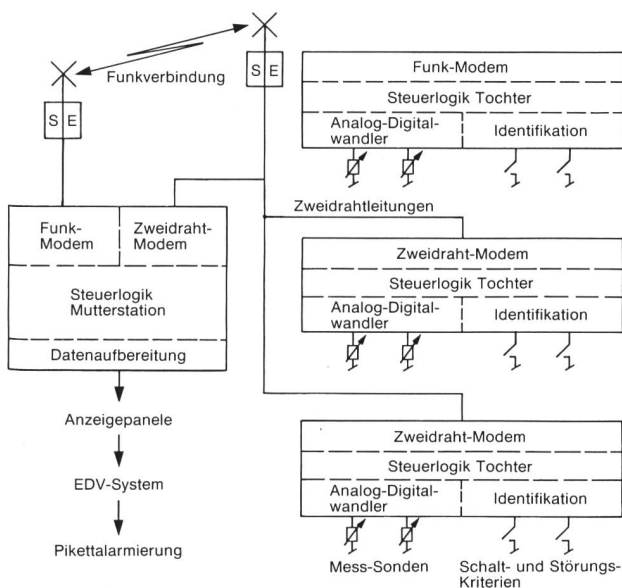 Funkverbindung
S E
S E
Funk-Modem
Steuerlogik Tochter
Analog-Digital-
wandler
Identifikation
Zweidrahtleitungen
Funk-
Modem
Zweidraht-
Modem
Steuerlogik
Mutterstation
Datenaufbereitung
Anzeigepanele
EDV-System
Pikettalarmierung
Zweidraht-Modem
Steuerlogik Tochter
Analog-Digital-
wandler
Identifikation
Zweidraht-Modem
Steuerlogik Tochter
Analog-Digital-
wandler
Identifikation
Mess-Sonden
Schalt- und Störungs-
Kriterien